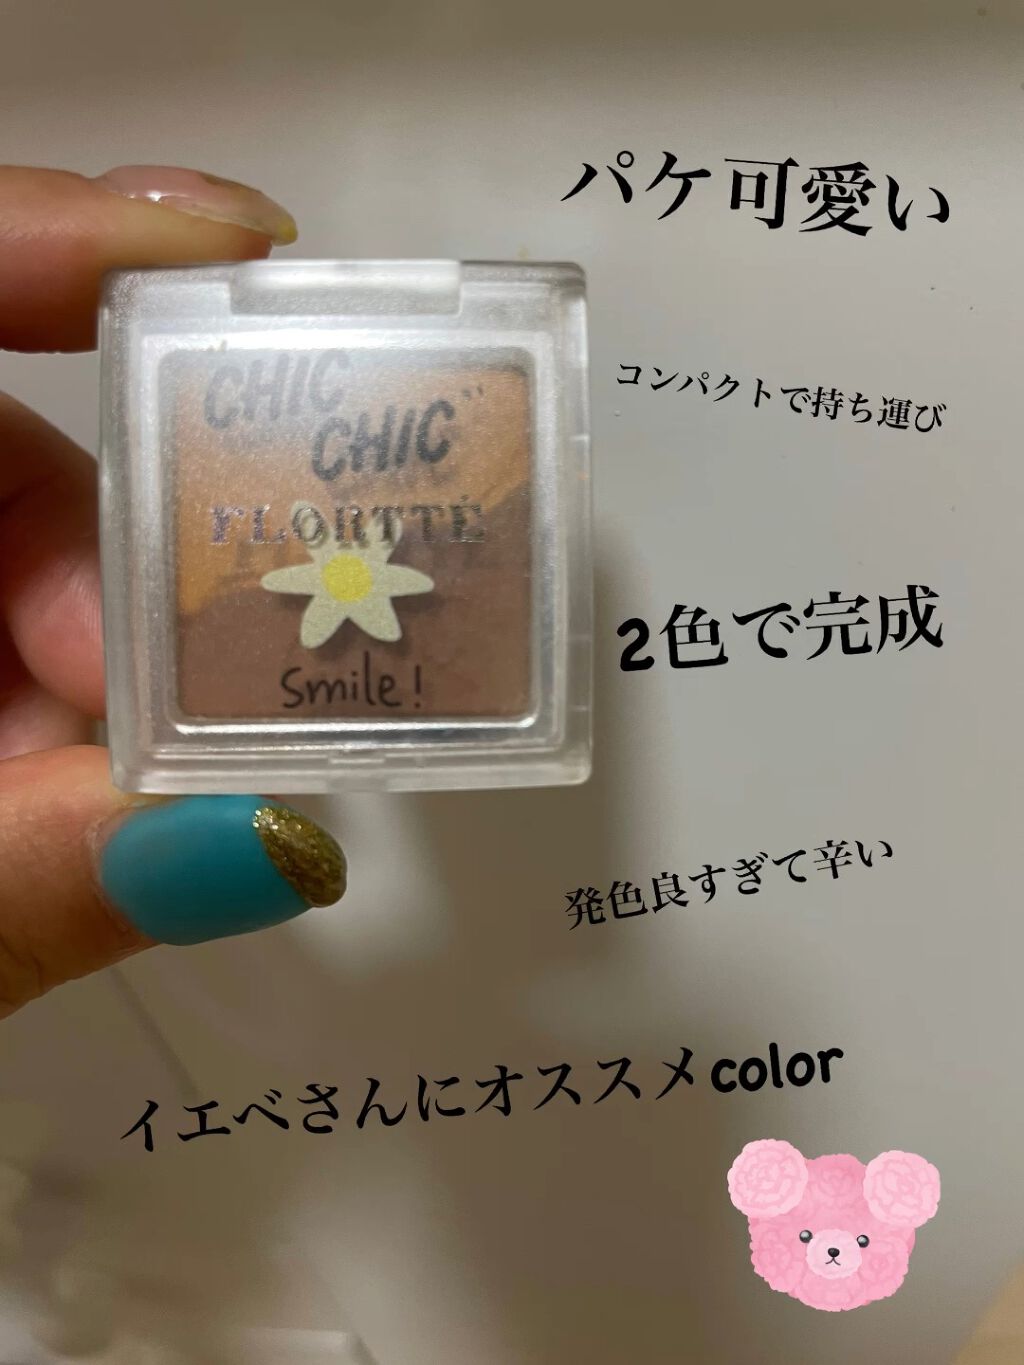 パケ可愛い
"CHIC
CHIC"
FLORTTÉ
Smile!
コンパクトで持ち運び
2色で完成
発色良すぎて辛い
イエベさんにオススメcolor